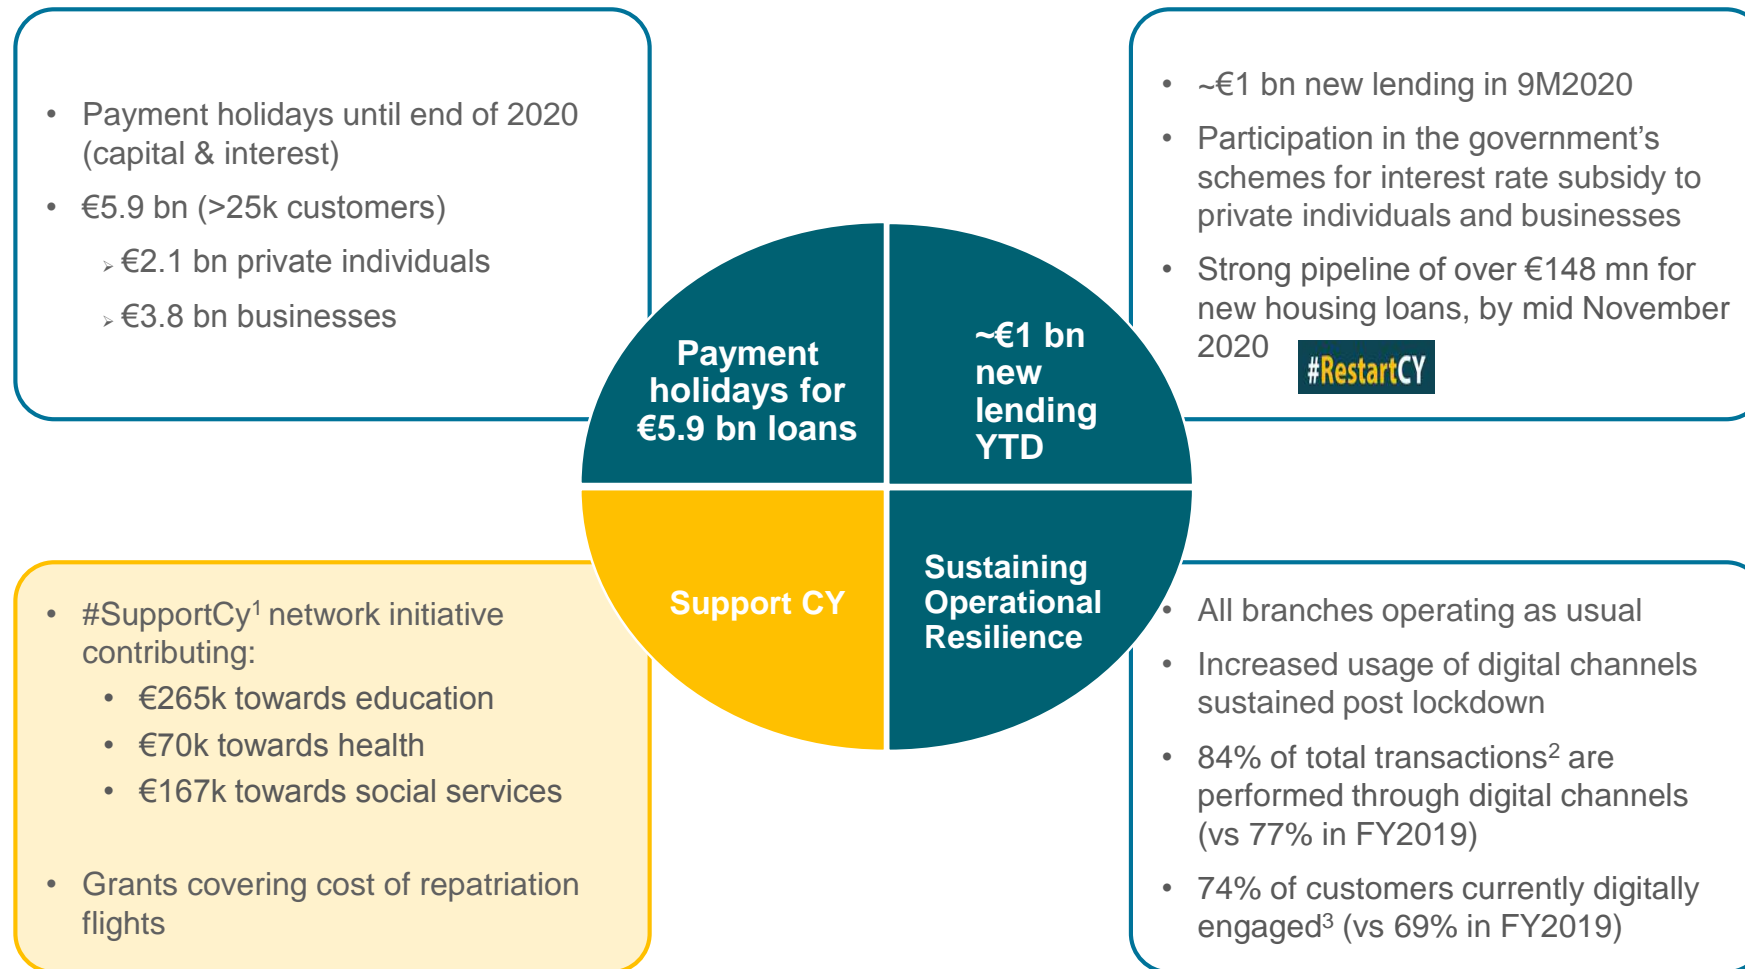 • Payment holidays until end of 2020
(capital & interest)
• €5.9 bn (>25k customers)
➢ €2.1 bn private individuals
➢ €3.8 bn businesses
• ~€1 bn new lending in 9M2020
• Participation in the government’s
schemes for interest rate subsidy to
private individuals and businesses
• Strong pipeline of over €148 mn for
new housing loans, by mid November
2020
#RestartCY
Payment
holidays for
€5.9 bn loans
~€1 bn
new
lending
YTD
Support CY
Sustaining
Operational
Resilience
• #SupportCy¹ network initiative
contributing:
• €265k towards education
• €70k towards health
• €167k towards social services
• Grants covering cost of repatriation
flights
• All branches operating as usual
• Increased usage of digital channels
sustained post lockdown
• 84% of total transactions² are
performed through digital channels
(vs 77% in FY2019)
• 74% of customers currently digitally
engaged³ (vs 69% in FY2019)